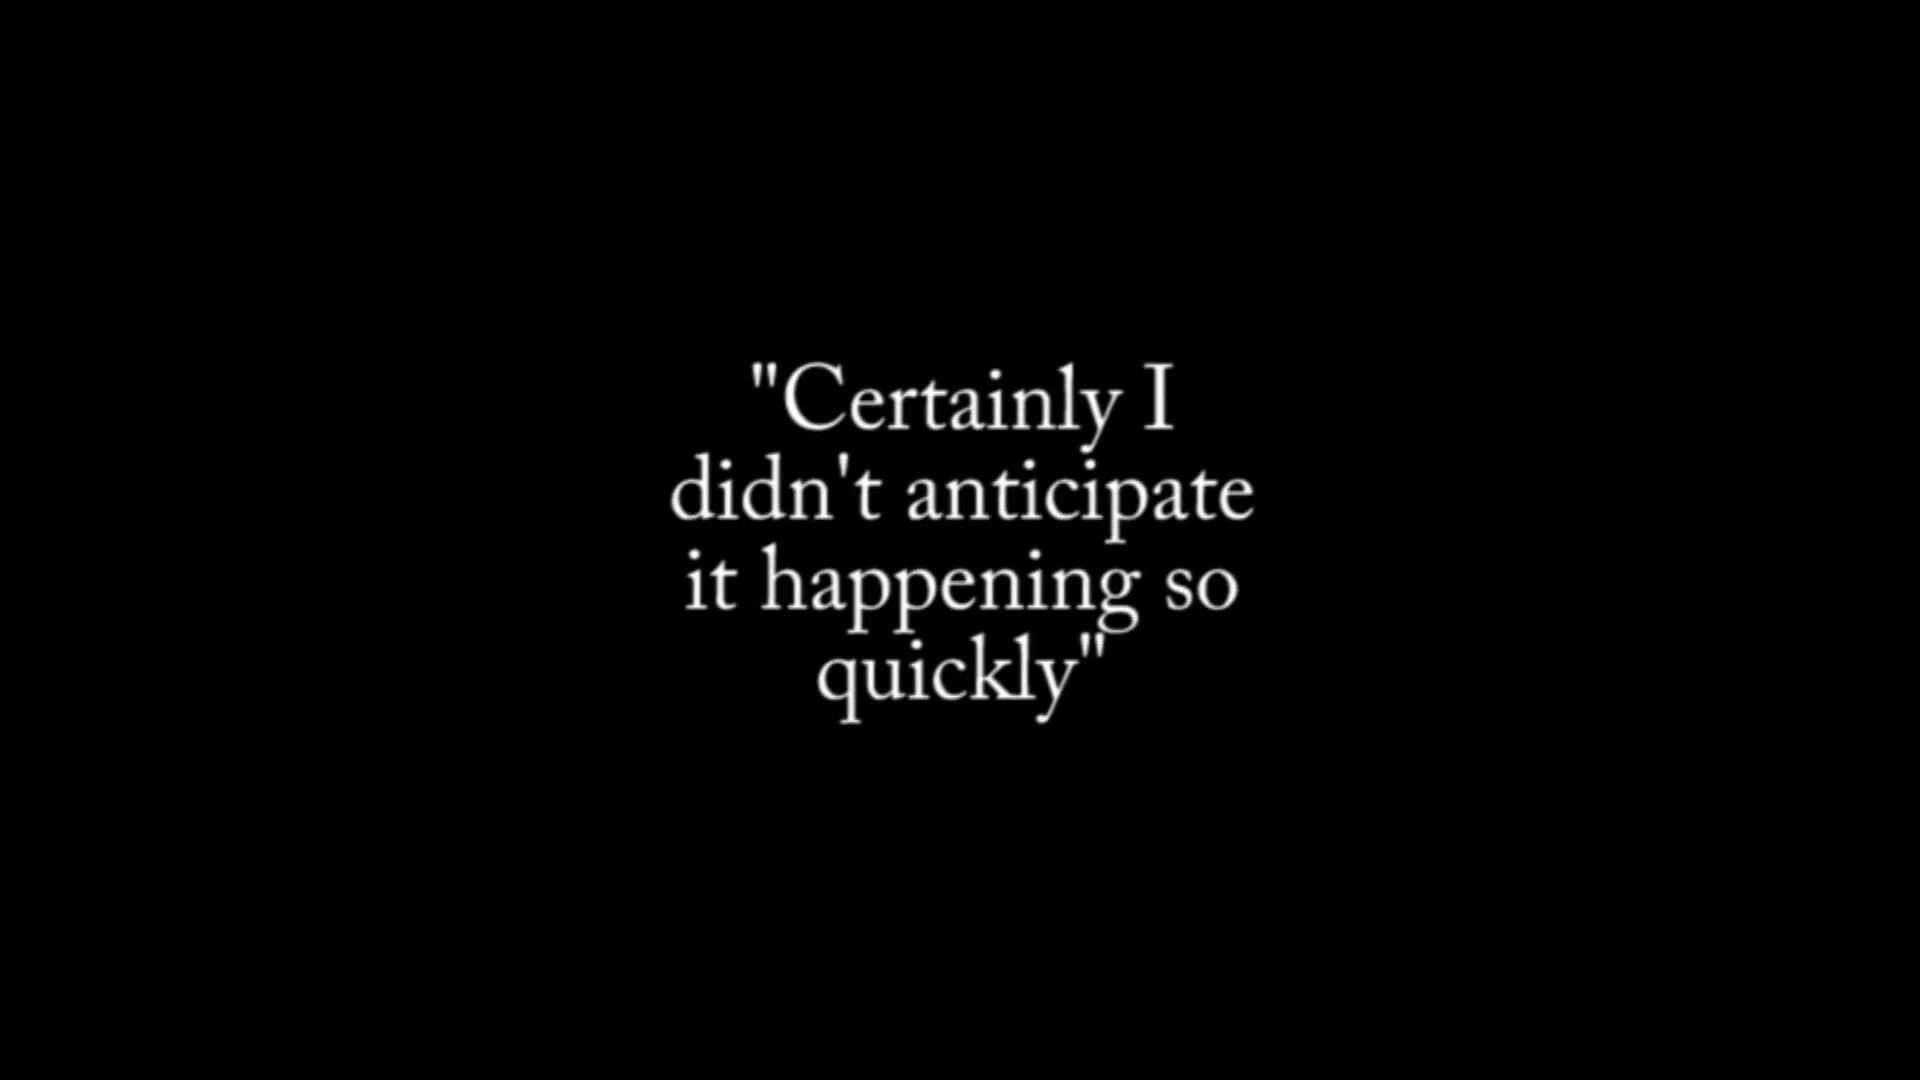 "Certainly I
didn't anticipate
it happening so
quickly"